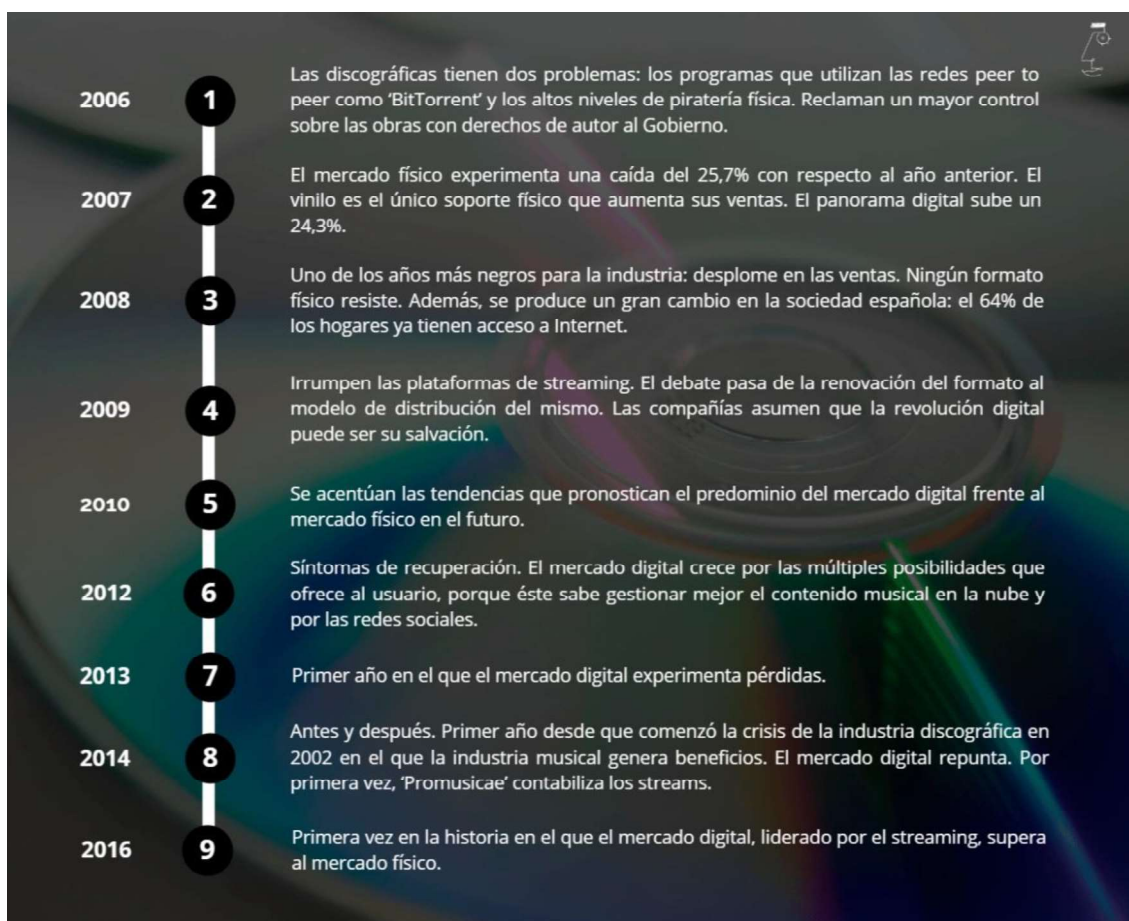 2006
1
Las discográficas tienen dos problemas: los programas que utilizan las redes peer to
peer como ‘BitTorrent’ y los altos niveles de piratería física. Reclaman un mayor control
sobre las obras con derechos de autor al Gobierno.
2007
2
El mercado físico experimenta una caída del 25,7% con respecto al año anterior. El
vinilo es el único soporte físico que aumenta sus ventas. El panorama digital sube un
24,3%.
2008
3
Uno de los años más negros para la industria: desplome en las ventas. Ningún formato
físico resiste. Además, se produce un gran cambio en la sociedad española: el 64% de
los hogares ya tienen acceso a Internet.
2009
4
Irrumpen las plataformas de streaming. El debate pasa de la renovación del formato al
modelo de distribución del mismo. Las compañías asumen que la revolución digital
puede ser su salvación.
2010
5
Se acentúan las tendencias que pronostican el predominio del mercado digital frente al
mercado físico en el futuro.
2012
6
Síntomas de recuperación. El mercado digital crece por las múltiples posibilidades que
ofrece al usuario, porque éste sabe gestionar mejor el contenido musical en la nube y
por las redes sociales.
2013
7
Primer año en el que el mercado digital experimenta pérdidas.
2014
8
Antes y después. Primer año desde que comenzó la crisis de la industria discográfica en
2002 en el que la industria musical genera beneficios. El mercado digital repunta. Por
primera vez, ‘Promusicae’ contabiliza los streams.
2016
9
Primera vez en la historia en el que el mercado digital, liderado por el streaming, supera
al mercado físico.